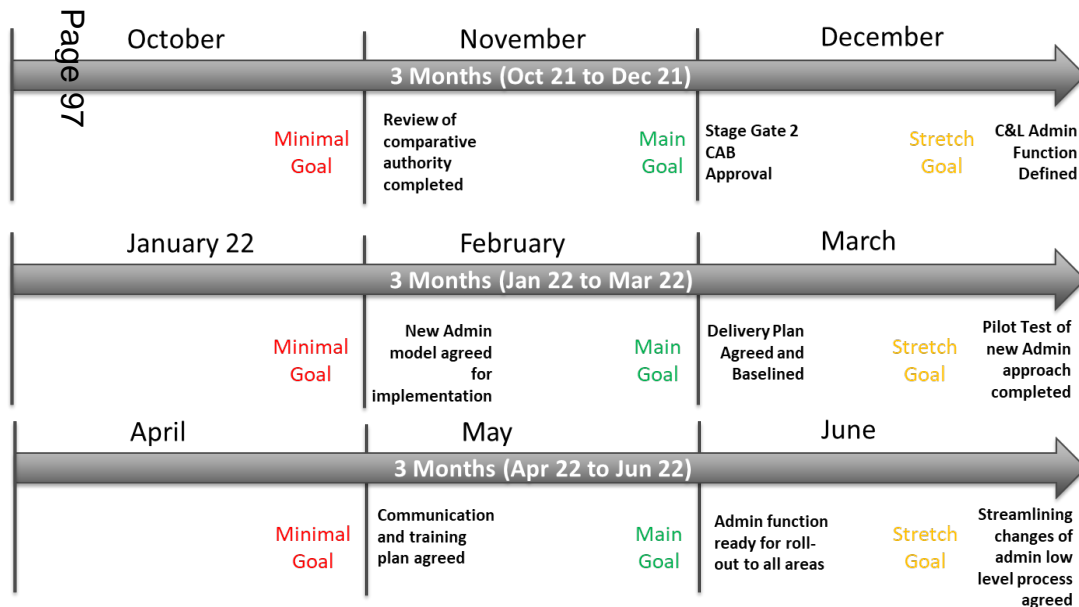 Page 97
October
November
December
3 Months (Oct 21 to Dec 21)
Minimal
Goal
Review of
comparative
authority
completed
Main
Goal
Stage Gate 2
CAB
Approval
Stretch
Goal
C&L Admin
Function
Defined
January 22
February
March
3 Months (Jan 22 to Mar 22)
Minimal
Goal
New Admin
model agreed
for
implementation
Main
Goal
Delivery Plan
Agreed and
Baselined
Stretch
Goal
Pilot Test of
new Admin
approach
completed
April
May
June
3 Months (Apr 22 to Jun 22)
Minimal
Goal
Communication
and training
plan agreed
Main
Goal
Admin function
ready for roll-
out to all areas
Stretch
Goal
Streamlining
changes of
admin low
level process
agreed